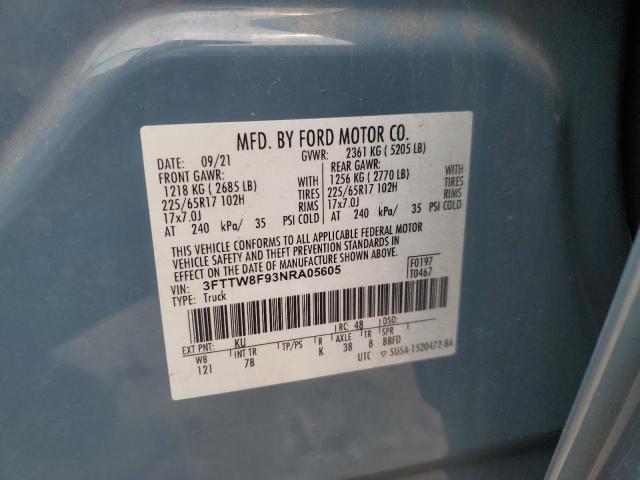 MFD. BY FORD MOTOR CO.
DATE: 09/21 GVWR: 2361 KG ( 5205 LB)
FRONT GAWR: REAR GAWR:
1218 KG ( 2685 LB) WITH 1256 KG ( 2770 LB) WITH
225/65R17 102H TIRES 225/65R17 102H TIRES
17x7.0J RIMS 17x7.0J RIMS
AT 240 kPa/ 35 PSI COLD AT 240 kPa/ 35 PSI COLD
THIS VEHICLE CONFORMS TO ALL APPLICABLE FEDERAL MOTOR
VEHICLE SAFETY AND THEFT PREVENTION STANDARDS IN
EFFECT ON THE DATE OF MANUFACTURE SHOWN ABOVE.
VIN: 3FTTW8F93NRA05605 F0197
TYPE: Truck T0467
EXT PNT: KU RC: 48 DSO:
WB INT TR TP/PS R AXLE TR SPR
121 7B K 38 8 BBFD
UTC ▽ 5U5A-1520472-BA